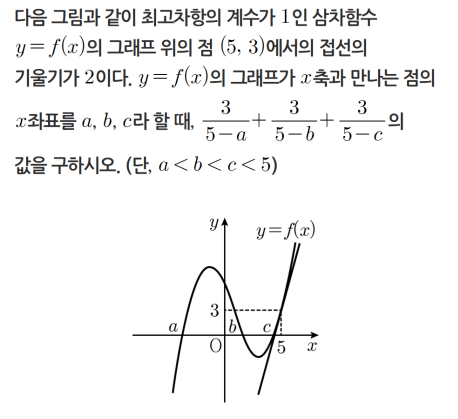 다음 그림과 같이 최고차항의 계수가 1인 삼차함수
y=f(x)의 그래프 위의 점 (5, 3)에서의 접선의
기울기가 2이다. y=f(x)의 그래프가 x축과 만나는 점의
x좌표를 a, b, c라 할 때, \frac{3}{5-a}+\frac{3}{5-b}+\frac{3}{5-c}의
값을 구하시오. (단, a<b<c<5)
y
y=f(x)
3
a b c
O 5 x